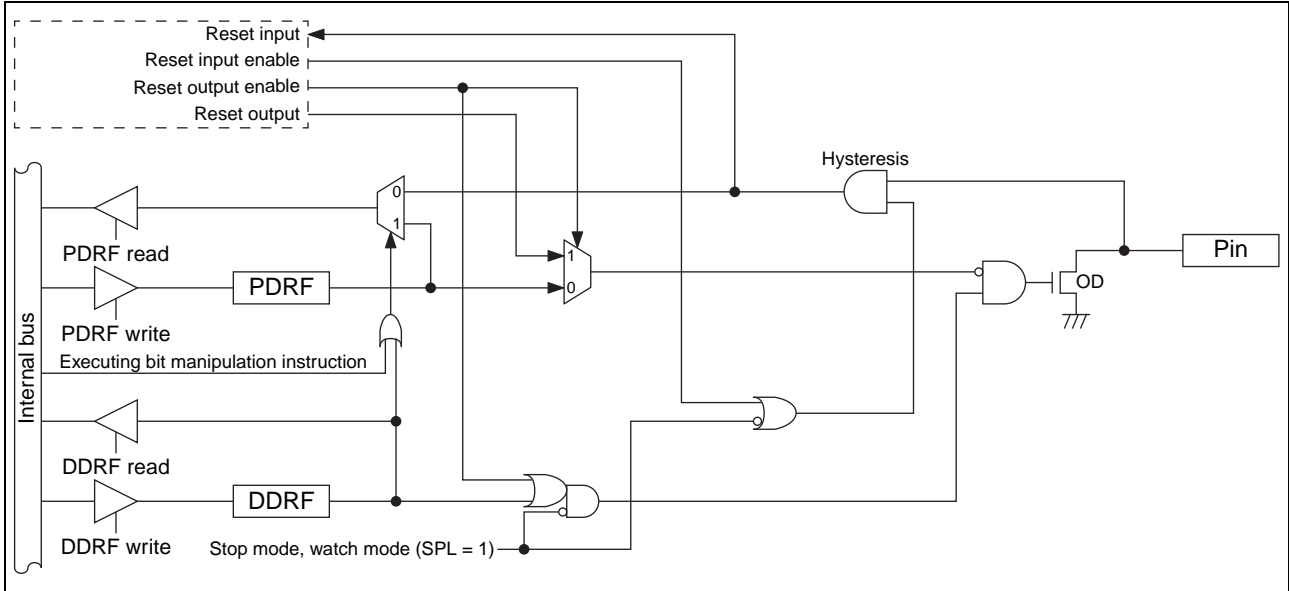 Reset input
Reset input enable
Reset output enable
Reset output
Hysteresis
0
1
PDRF read
1
0
Pin
OD
PDRF
PDRF write
Executing bit manipulation instruction
Internal bus
DDRF read
DDRF
DDRF write
Stop mode, watch mode (SPL = 1)